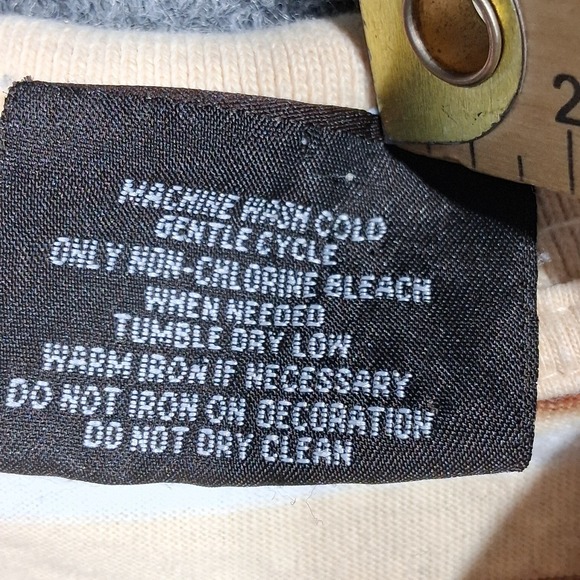 2
MACHINE WASH COLD
GENTLE CYCLE
ONLY NON-CHLORINE BLEACH
WHEN NEEDED
TUMBLE DRY LOW
WARM IRON IF NECESSARY
DO NOT IRON ON DECORATION
DO NOT DRY CLEAN